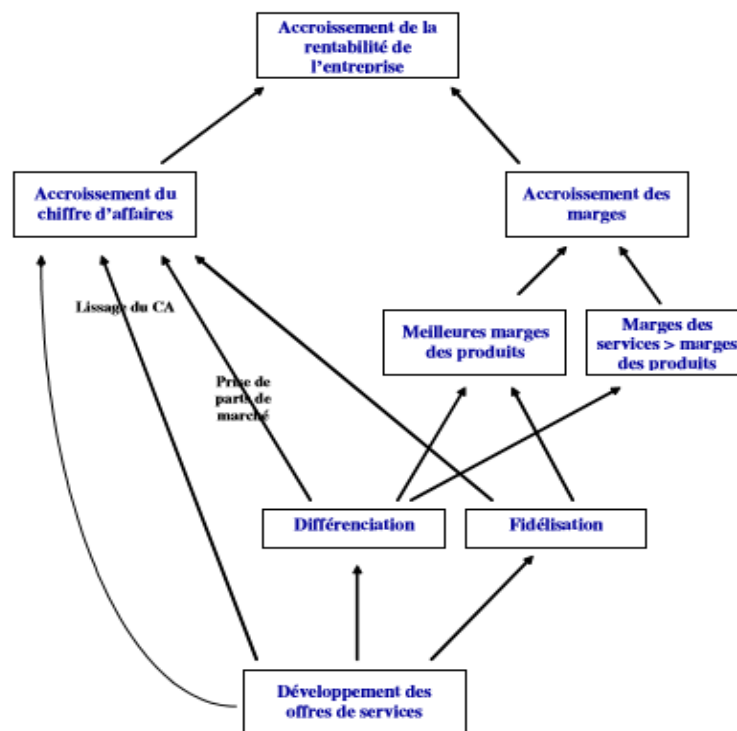 Accroissement de la
rentabilité de
l'entreprise
Accroissement du
chiffre d'affaires
Accroissement des
marges
Lissage du CA
Meilleures marges
des produits
Marges des
services > marges
des produits
Prise de
parts de
marché
Différenciation
Fidélisation
Développement des
offres de services